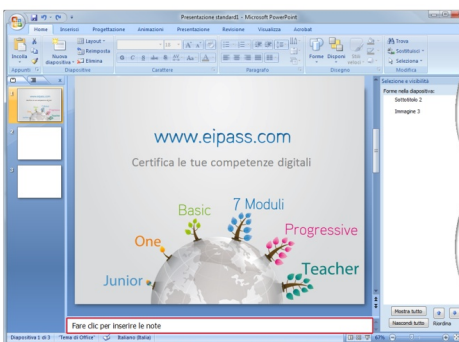 Presentazione standard1 - Microsoft PowerPoint
Home Inserisci Progettazione Animazioni Presentazione Revisione Visualizza Acrobat
Incolla
Nuova diapositiva
Layout
Reimposta
Elimina
Forme Disponi Stili veloci
Trova
Sostituisci
Seleziona
Appunti Diapositive Carattere Paragrafo Disegno Modifica
Selezione e visibilità
Forme nella diapositiva:
Sottotitolo 2
Immagine 3
www.eipass.com
Certifica le tue competenze digitali
Junior
One
Basic
7 Moduli
Progressive
Teacher
Mostra tutto
Nascondi tutto Riordina
Fare clic per inserire le note
Diapositiva 1 di 3 "Tema di Office" Italiano (Italia) 67%